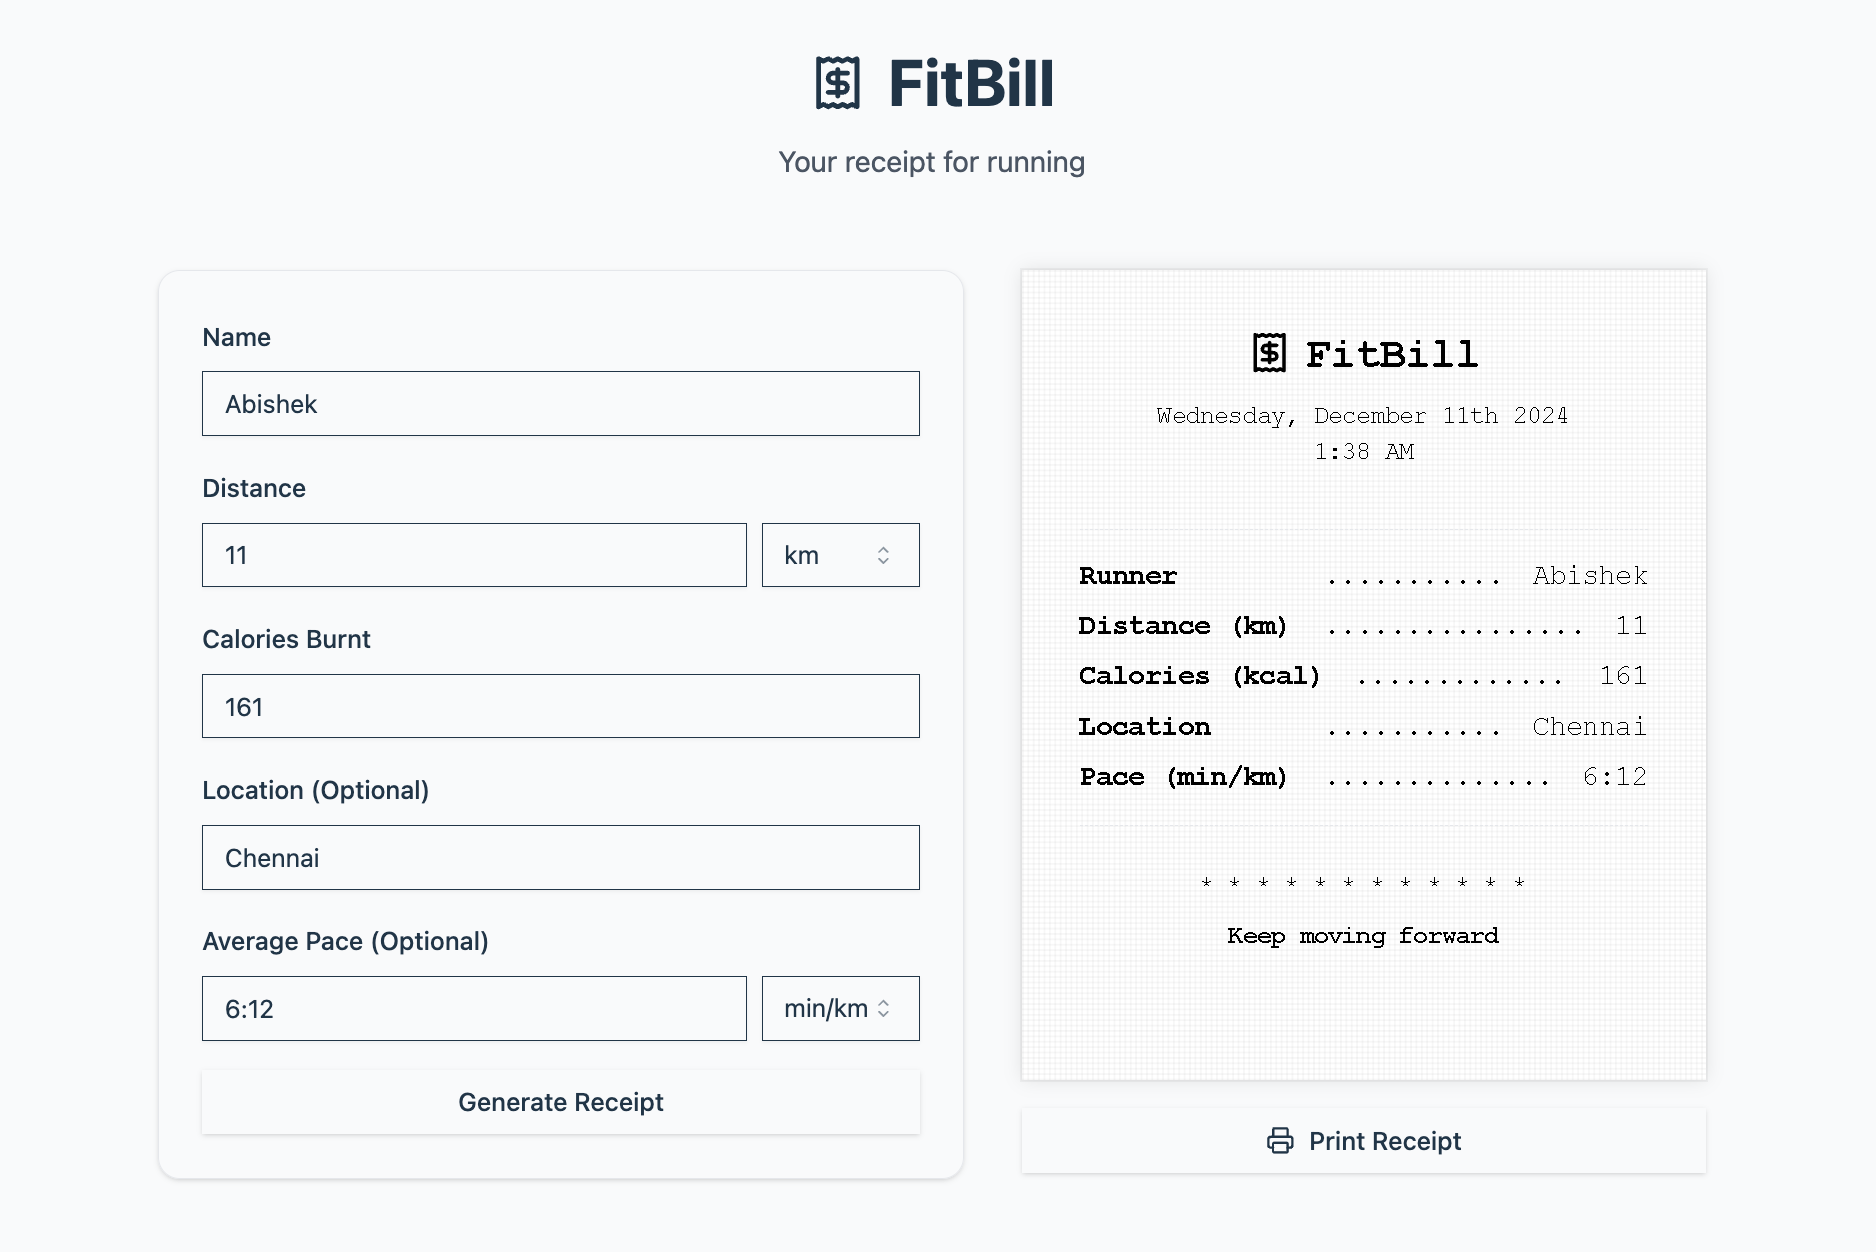 FitBill
Your receipt for running
Name
Abishek
Distance
11
km
Calories Burnt
161
Location (Optional)
Chennai
Average Pace (Optional)
6:12
min/km
Generate Receipt
FitBill
Wednesday, December 11th 2024
1:38 AM
Runner ........... Abishek
Distance (km) ................ 11
Calories (kcal) ............. 161
Location ........... Chennai
Pace (min/km) .............. 6:12
* * * * * * * * * * * *
Keep moving forward
Print Receipt